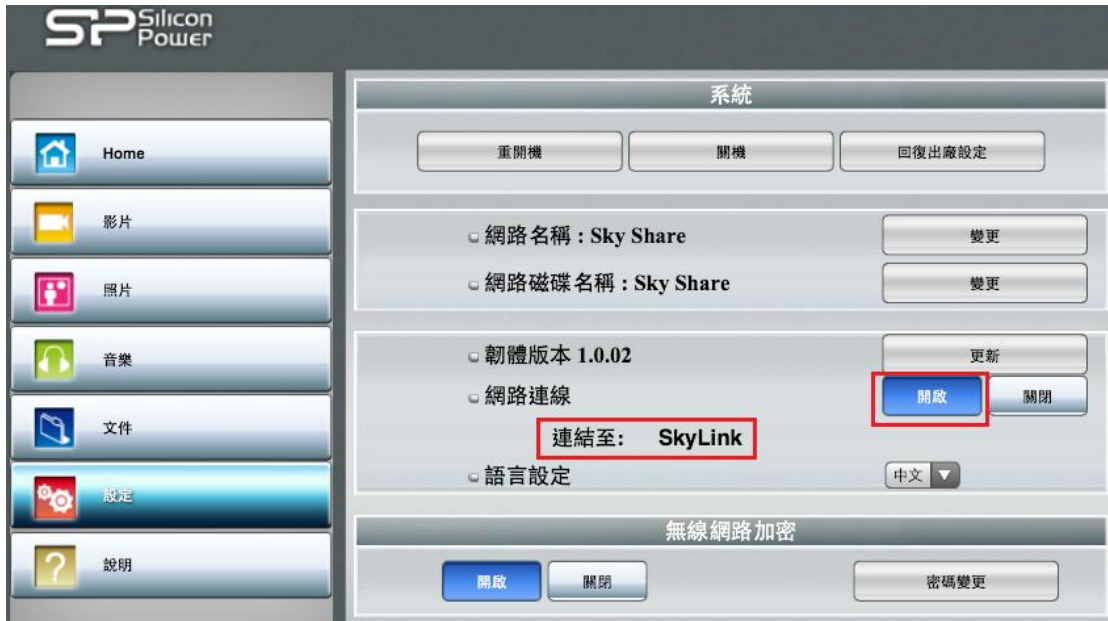 SP Silicon Power
Home
影片
照片
音樂
文件
設定
說明
系統
重開機 關機 回復出廠設定
網路名稱 : Sky Share 變更
網路磁碟名稱 : Sky Share 變更
韌體版本 1.0.02 更新
網路連線 開啟 關閉
連結至: SkyLink
語言設定 中文
無線網路加密
開啟 關閉 密碼變更